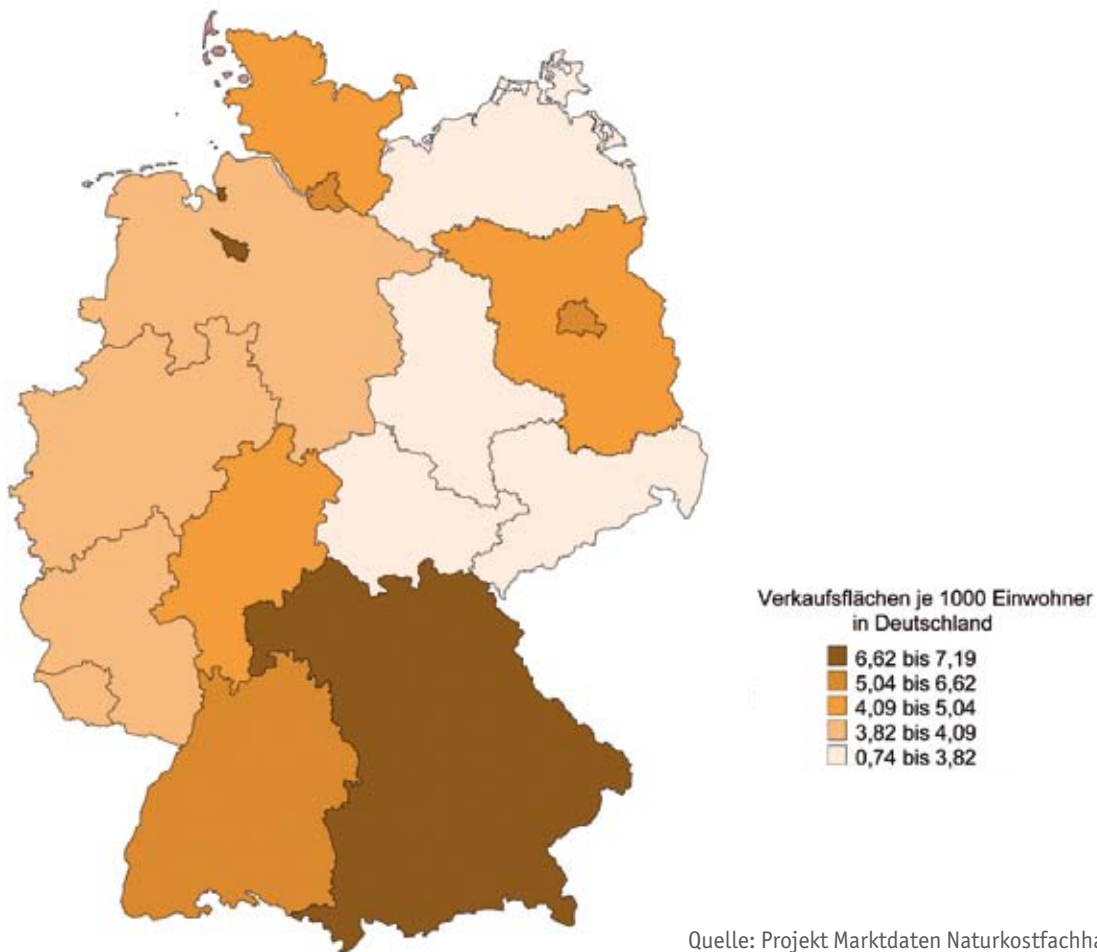 Verkaufsflächen je 1000 Einwohner
in Deutschland
6,62 bis 7,19
5,04 bis 6,62
4,09 bis 5,04
3,82 bis 4,09
0,74 bis 3,82
Quelle: Projekt Marktdaten Naturkostfachha